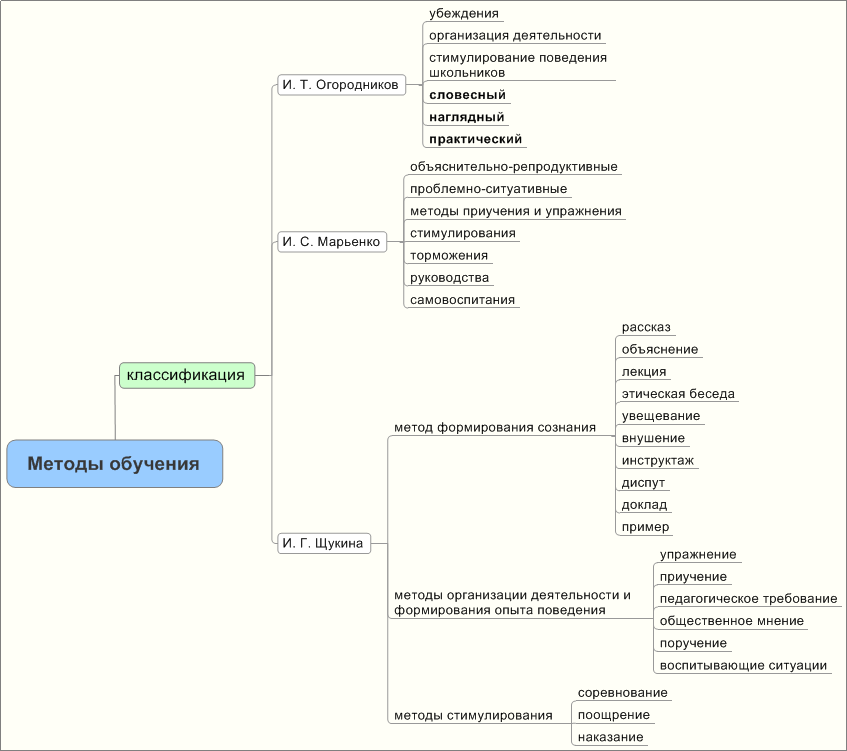 Методы обучения
классификация
И. Т. Огородников
убеждения
организация деятельности
стимулирование поведения
школьников
словесный
наглядный
практический
И. С. Марьенко
объяснительно-репродуктивные
проблемно-ситуативные
методы приучения и упражнения
стимулирования
торможения
руководства
самовоспитания
И. Г. Щукина
метод формирования сознания
рассказ
объяснение
лекция
этическая беседа
увещевание
внушение
инструктаж
диспут
доклад
пример
методы организации деятельности и
формирования опыта поведения
упражнение
приучение
педагогическое требование
общественное мнение
поручение
воспитывающие ситуации
методы стимулирования
соревнование
поощрение
наказание